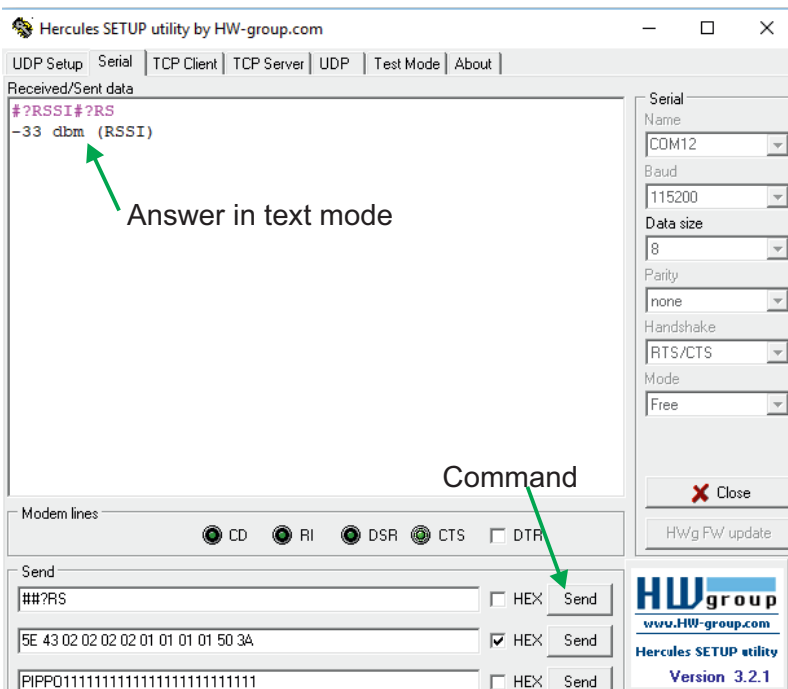 Hercules SETUP utility by HW-group.com
UDP Setup Serial TCP Client TCP Server UDP Test Mode About
Received/Sent data
#?RSSI#?RS
-33 dbm (RSSI)
Answer in text mode
Serial
Name
COM12
Baud
115200
Data size
8
Parity
none
Handshake
RTS/CTS
Mode
Free
Command
Close
HWg FW update
Modem lines
CD RI DSR CTS DTR
Send
##?RS HEX Send
5E 43 02 02 02 02 01 01 01 01 50 3A HEX Send
PIPPO1111111111111111111111111 HEX Send
HW group
www.HW-group.com
Hercules SETUP utility
Version 3.2.1